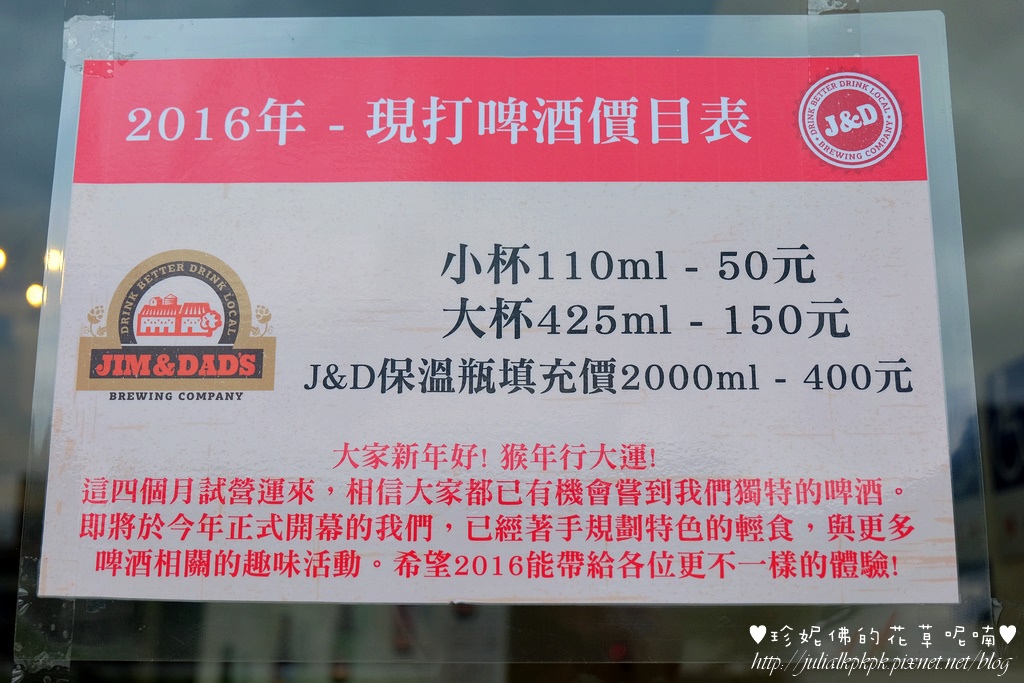 2016年 - 現打啤酒價目表
DRINK BETTER DRINK LOCAL
J&D
BREWING COMPANY
小杯110ml - 50元
大杯425ml - 150元
J&D保溫瓶填充價2000ml - 400元
DRINK BETTER DRINK LOCAL
JIM & DAD'S
BREWING COMPANY
大家新年好! 猴年行大運!
這四個月試營運來，相信大家都已有機會嘗到我們獨特的啤酒。
即將於今年正式開幕的我們，已經著手規劃特色的輕食，與更多
啤酒相關的趣味活動。希望2016能帶給各位更不一樣的體驗!
♥珍妮佛的花草呢喃♥
http://julialkpkpk.pixnet.net/blog